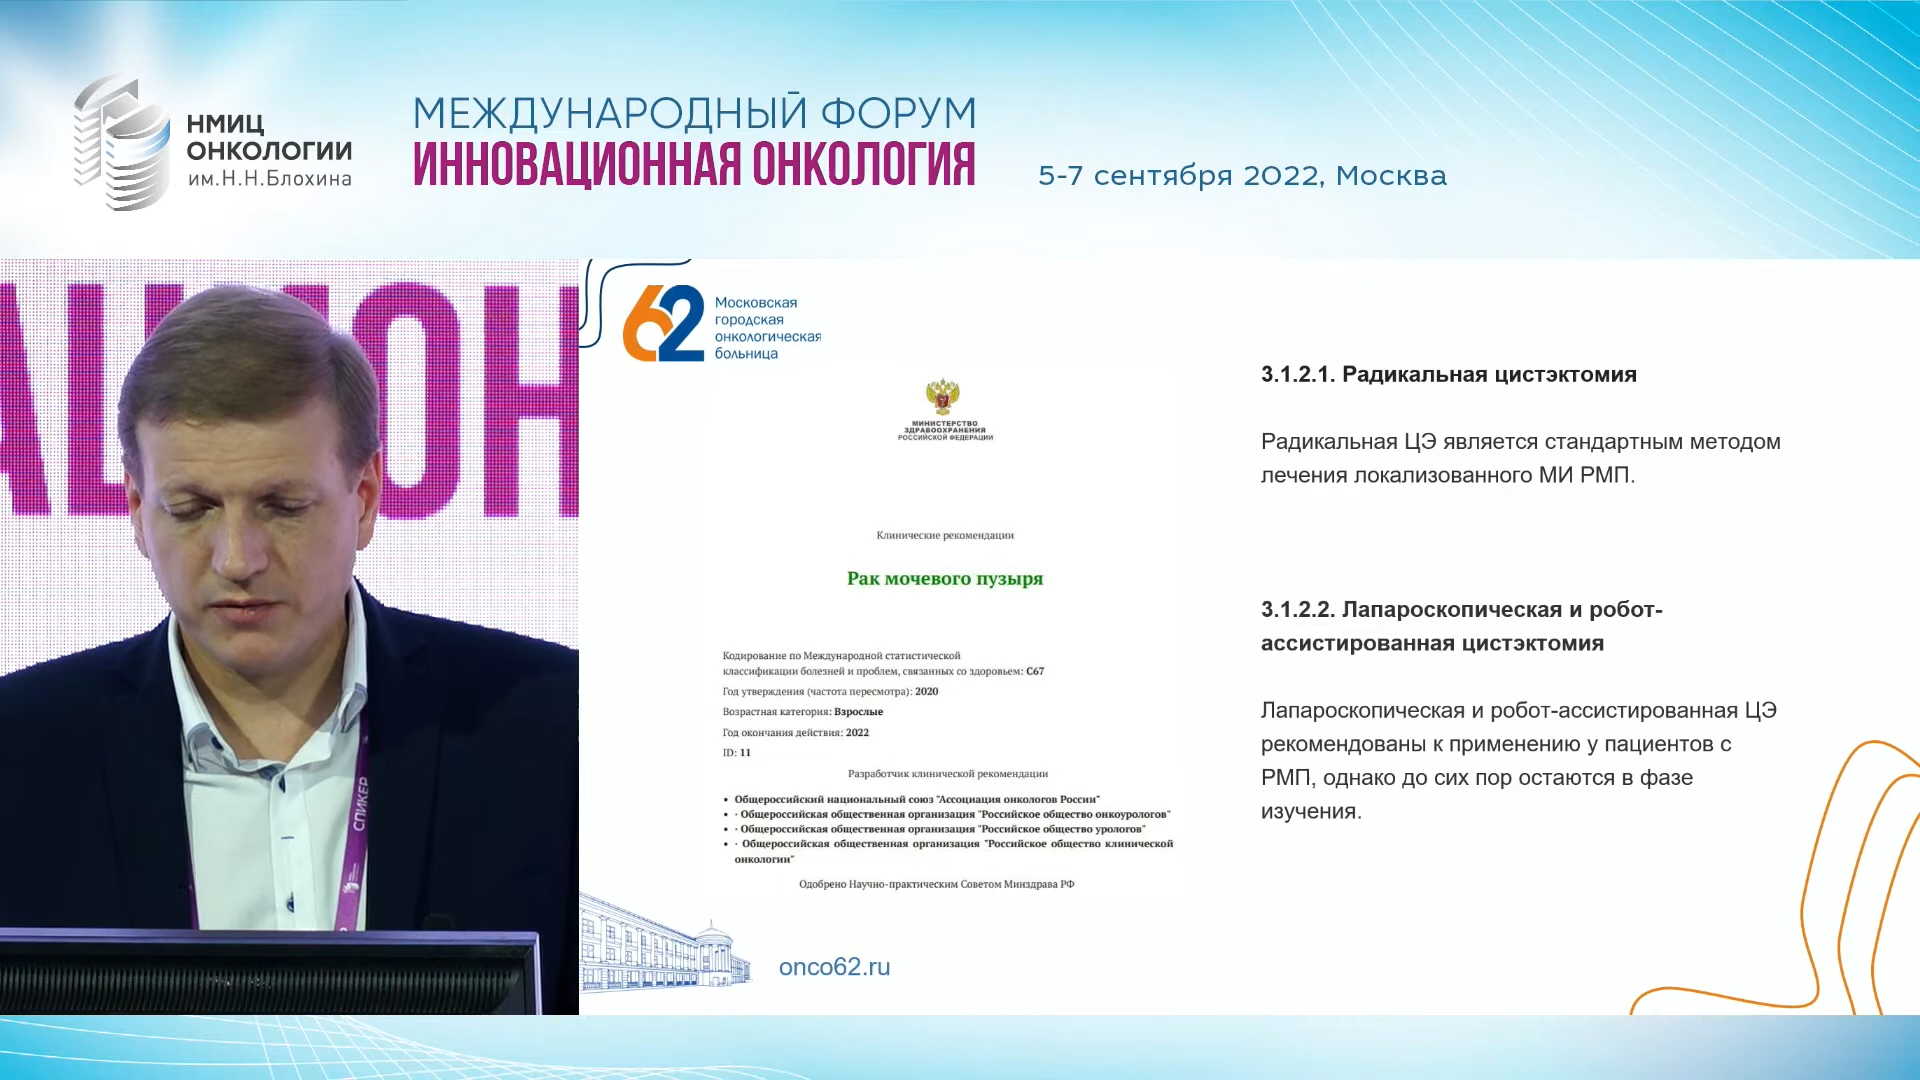 НМИЦ
ОНКОЛОГИИ
им.Н.Н.Блохина
МЕЖДУНАРОДНЫЙ ФОРУМ
ИННОВАЦИОННАЯ ОНКОЛОГИЯ
5-7 сентября 2022, Москва
АЦИОН
СПИКЕР
62
Московская
городская
онкологическая
больница
МИНИСТЕРСТВО
ЗДРАВООХРАНЕНИЯ
РОССИЙСКОЙ ФЕДЕРАЦИИ
Клинические рекомендации
Рак мочевого пузыря
Кодирование по Международной статистической
классификации болезней и проблем, связанных со здоровьем: C67
Год утверждения (частота пересмотра): 2020
Возрастная категория: Взрослые
Год окончания действия: 2022
ID: 11
Разработчик клинической рекомендации
• Общероссийский национальный союз "Ассоциация онкологов России"
• · Общероссийская общественная организация "Российское общество онкоурологов"
• · Общероссийская общественная организация "Российское общество урологов"
• · Общероссийская общественная организация "Российское общество клинической
онкологии"
Одобрено Научно-практическим Советом Минздрава РФ
onco62.ru
3.1.2.1. Радикальная цистэктомия
Радикальная ЦЭ является стандартным методом
лечения локализованного МИ РМП.
3.1.2.2. Лапароскопическая и робот-
ассистированная цистэктомия
Лапароскопическая и робот-ассистированная ЦЭ
рекомендованы к применению у пациентов с
РМП, однако до сих пор остаются в фазе
изучения.